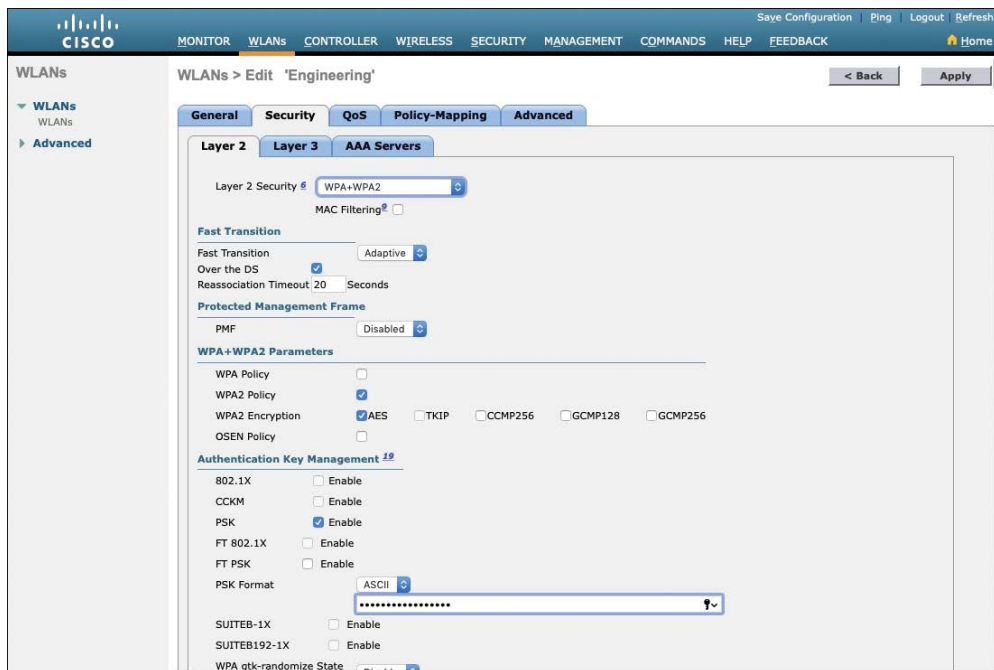 Save Configuration | Ping | Logout | Refresh
CISCO
MONITOR WLANs CONTROLLER WIRELESS SECURITY MANAGEMENT COMMANDS HELP FEEDBACK Home
WLANs
WLANs > Edit 'Engineering'
< Back
Apply
WLANs
WLANs
Advanced
General Security QoS Policy-Mapping Advanced
Layer 2 Layer 3 AAA Servers
Layer 2 Security 6 WPA+WPA2
MAC Filtering9
Fast Transition
Fast Transition Adaptive
Over the DS
Reassociation Timeout 20 Seconds
Protected Management Frame
PMF Disabled
WPA+WPA2 Parameters
WPA Policy
WPA2 Policy
WPA2 Encryption AES TKIP CCMP256 GCMP128 GCMP256
OSEN Policy
Authentication Key Management 19
802.1X Enable
CCKM Enable
PSK Enable
FT 802.1X Enable
FT PSK Enable
PSK Format ASCII
•••••••••••••••••
SUITEB-1X Enable
SUITEB192-1X Enable
WPA gtk-randomize State